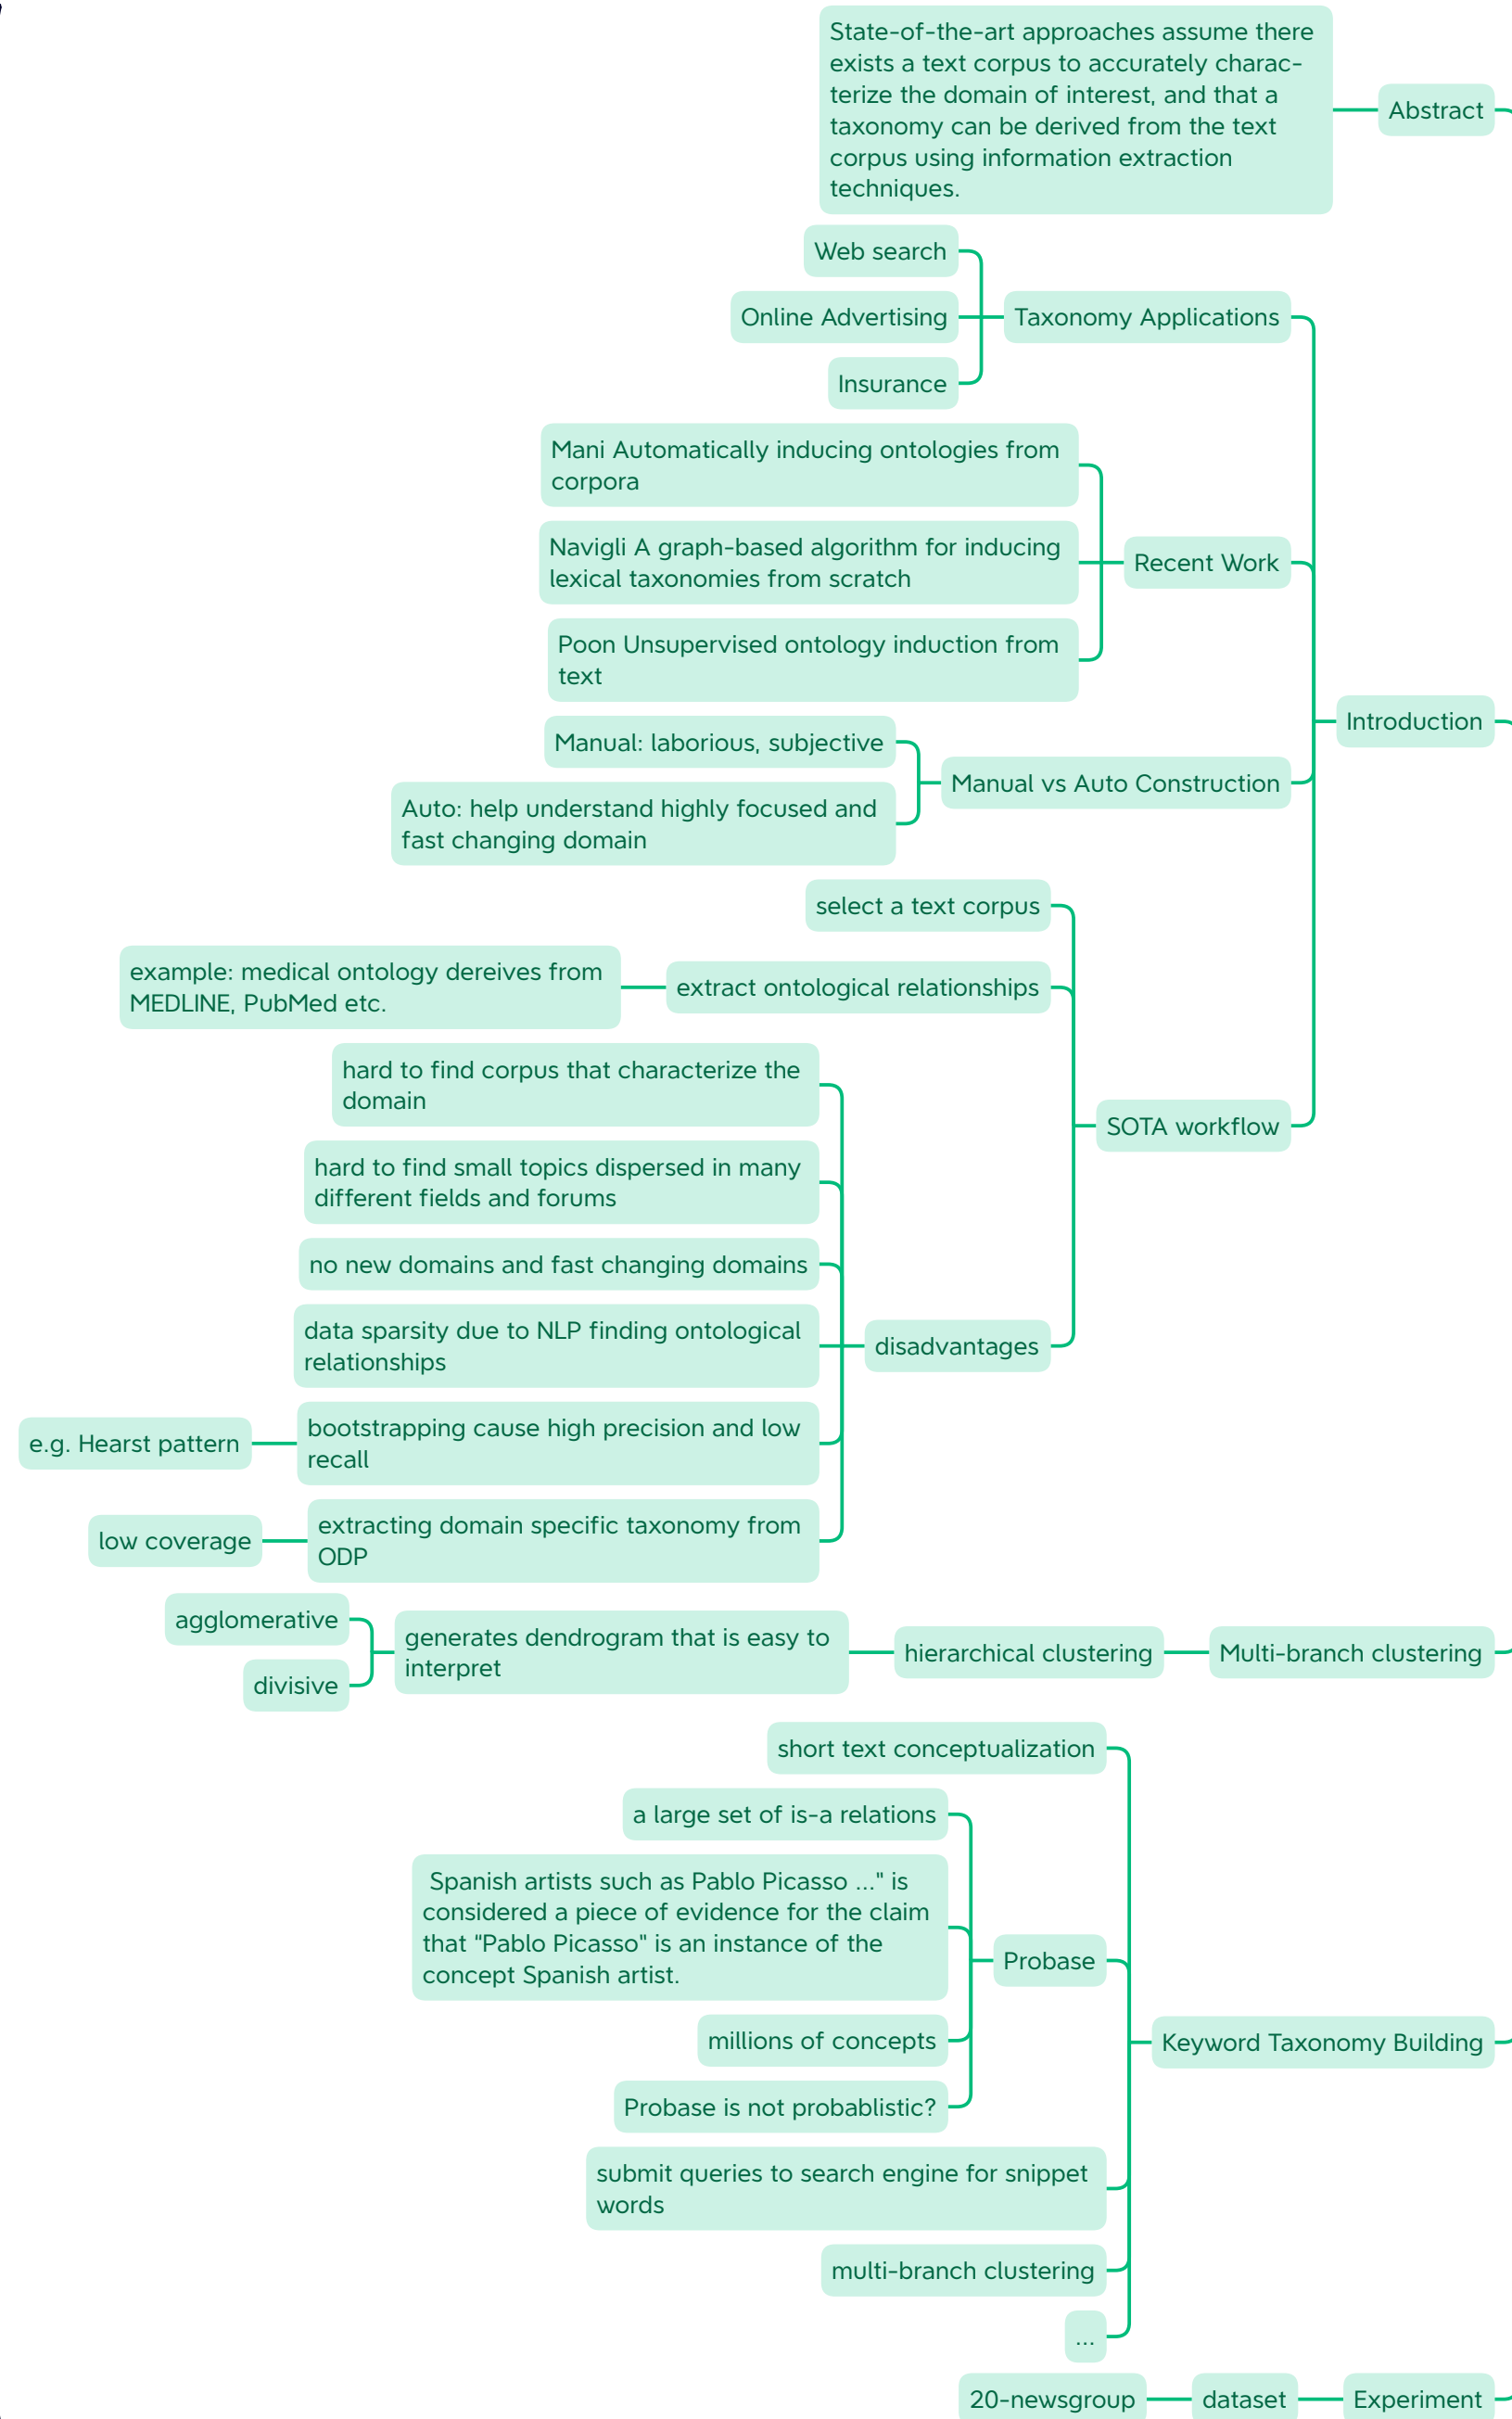 State-of-the-art approaches assume there
exists a text corpus to accurately charac-
terize the domain of interest, and that a
taxonomy can be derived from the text
corpus using information extraction
techniques.
Abstract
Web search
Online Advertising
Insurance
Taxonomy Applications
Mani Automatically inducing ontologies from
corpora
Navigli A graph-based algorithm for inducing
lexical taxonomies from scratch
Poon Unsupervised ontology induction from
text
Recent Work
Manual: laborious, subjective
Auto: help understand highly focused and
fast changing domain
Manual vs Auto Construction
Introduction
select a text corpus
example: medical ontology dereives from
MEDLINE, PubMed etc.
extract ontological relationships
hard to find corpus that characterize the
domain
hard to find small topics dispersed in many
different fields and forums
no new domains and fast changing domains
data sparsity due to NLP finding ontological
relationships
e.g. Hearst pattern
bootstrapping cause high precision and low
recall
low coverage
extracting domain specific taxonomy from
ODP
disadvantages
SOTA workflow
agglomerative
divisive
generates dendrogram that is easy to
interpret
hierarchical clustering
Multi-branch clustering
short text conceptualization
a large set of is-a relations
Spanish artists such as Pablo Picasso ..." is
considered a piece of evidence for the claim
that "Pablo Picasso" is an instance of the
concept Spanish artist.
millions of concepts
Probase is not probablistic?
Probase
submit queries to search engine for snippet
words
multi-branch clustering
...
Keyword Taxonomy Building
20-newsgroup
dataset
Experiment